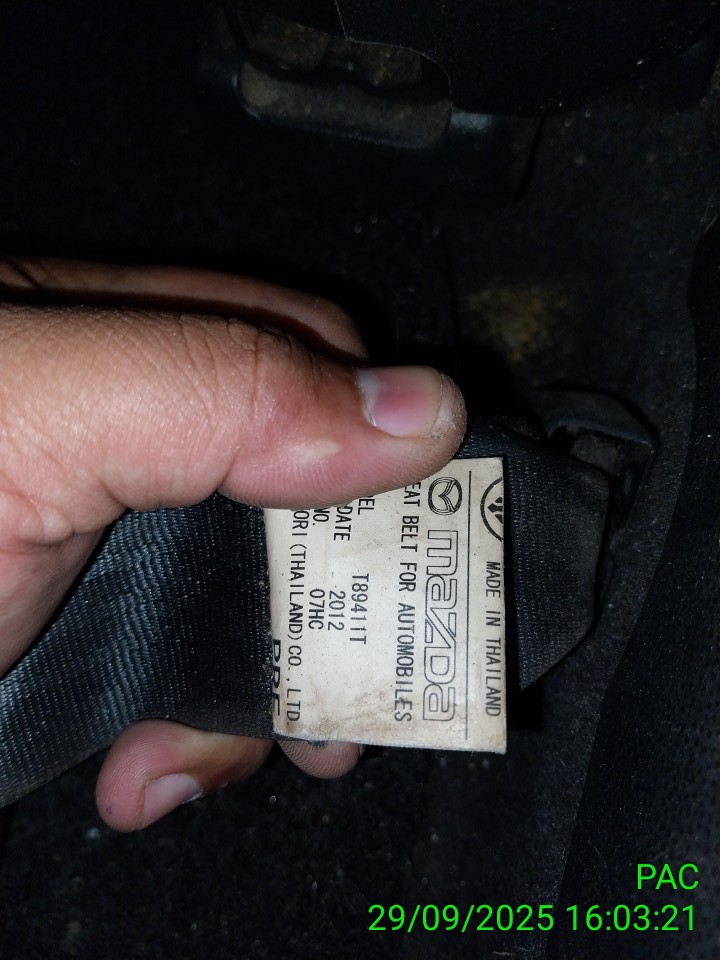 MADE IN THAILAND
mazda
EAT BELT FOR AUTOMOBILES
DEL T89411T
DATE 2012
NO. 07HC
ORI (THAILAND) CO., LTD
PAC
29/09/2025 16:03:21